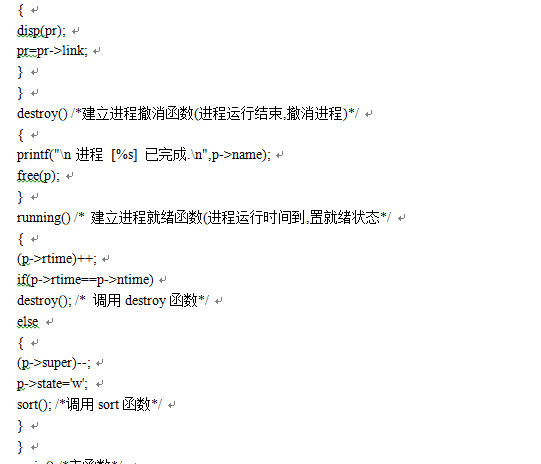 {
disp(pr);
pr=pr->link;
}
}
destroy() /*建立进程撤消函数(进程运行结束,撤消进程)*/
{
printf("\n 进程 [%s] 已完成.\n",p->name);
free(p);
}
running() /* 建立进程就绪函数(进程运行时间到,置就绪状态*/
{
(p->rtime)++;
if(p->rtime==p->ntime)
destroy(); /* 调用 destroy 函数*/
else
{
(p->super)--;
p->state='w';
sort(); /*调用 sort 函数*/
}
}